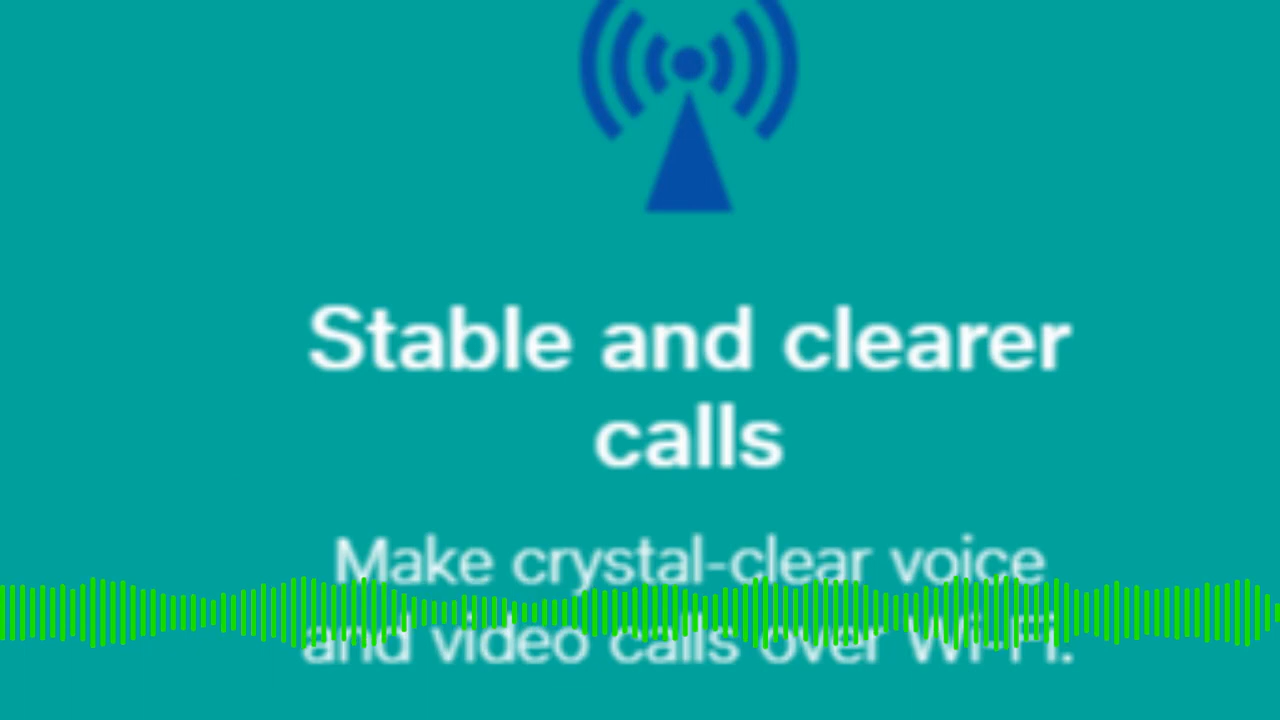 Stable and clearer
calls
Make crystal-clear voice
and video calls over Wi-Fi.